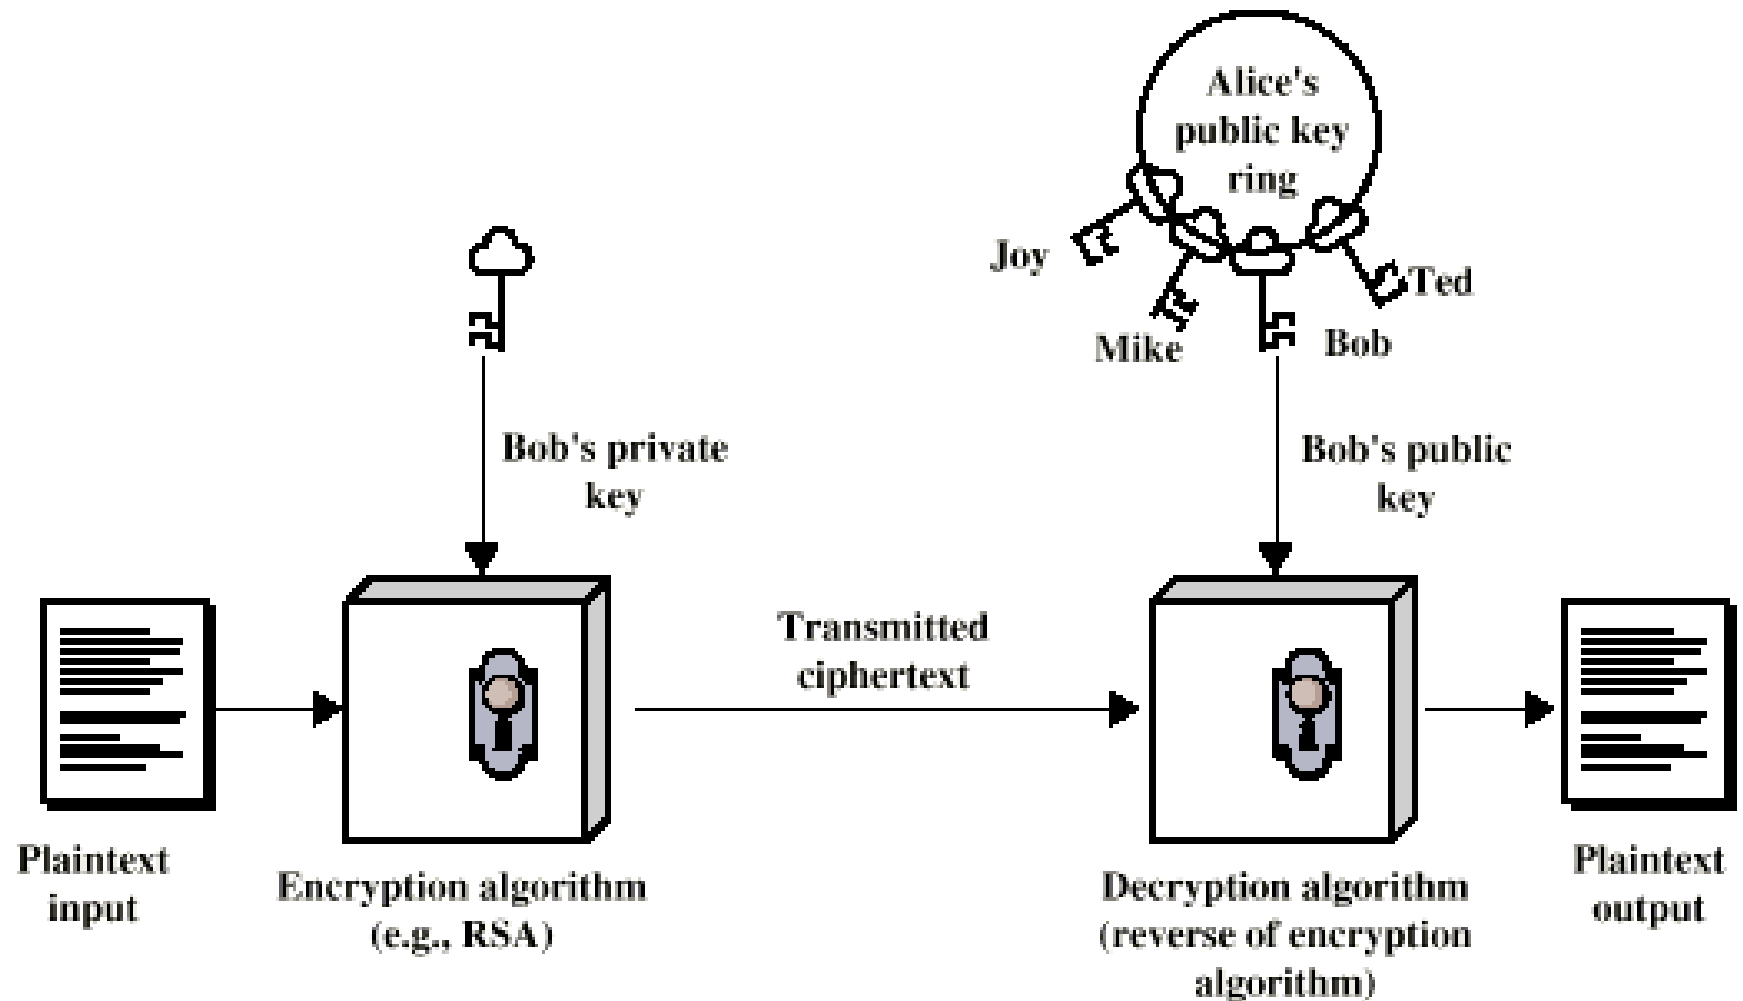 Alice's
public key
ring
Joy
Mike
Bob
Ted
Bob's private
key
Bob's public
key
Transmitted
ciphertext
Plaintext
input
Encryption algorithm
(e.g., RSA)
Decryption algorithm
(reverse of encryption
algorithm)
Plaintext
output